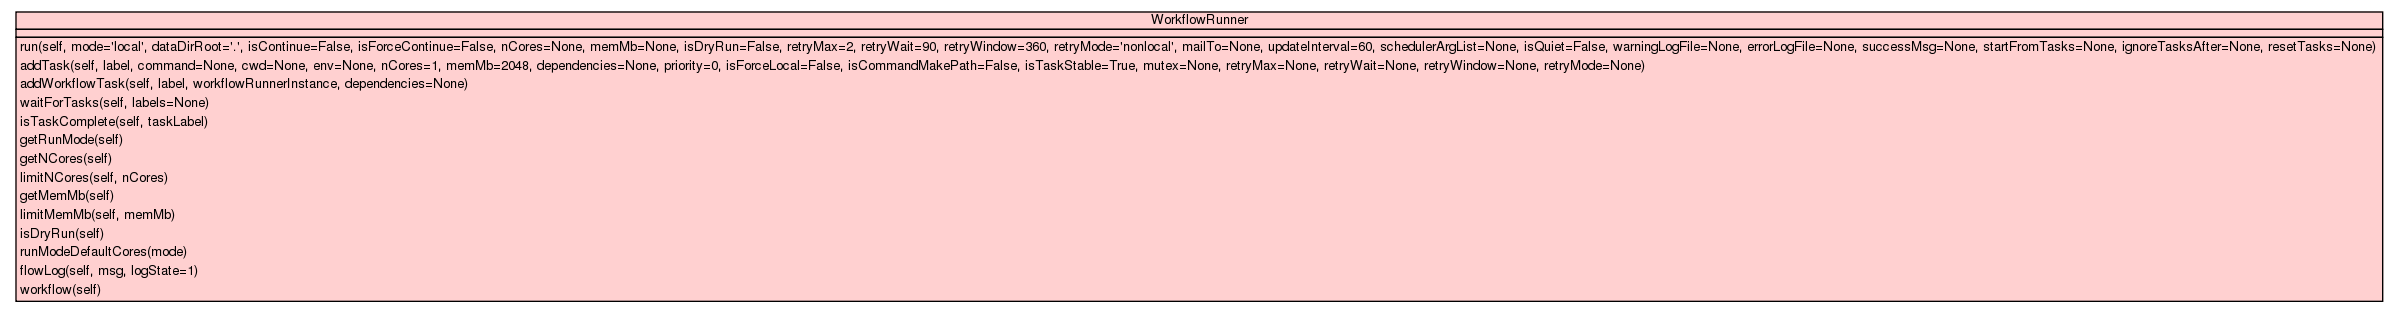 WorkflowRunner
run(self, mode='local', dataDirRoot='.', isContinue=False, isForceContinue=False, nCores=None, memMb=None, isDryRun=False, retryMax=2, retryWait=90, retryWindow=360, retryMode='nonlocal', mailTo=None, updateInterval=60, schedulerArgList=None, isQuiet=False, warningLogFile=None, errorLogFile=None, successMsg=None, startFromTasks=None, ignoreTasksAfter=None, resetTasks=None)
addTask(self, label, command=None, cwd=None, env=None, nCores=1, memMb=2048, dependencies=None, priority=0, isForceLocal=False, isCommandMakePath=False, isTaskStable=True, mutex=None, retryMax=None, retryWait=None, retryWindow=None, retryMode=None)
addWorkflowTask(self, label, workflowRunnerInstance, dependencies=None)
waitForTasks(self, labels=None)
isTaskComplete(self, taskLabel)
getRunMode(self)
getNCores(self)
limitNCores(self, nCores)
getMemMb(self)
limitMemMb(self, memMb)
isDryRun(self)
runModeDefaultCores(mode)
flowLog(self, msg, logState=1)
workflow(self)